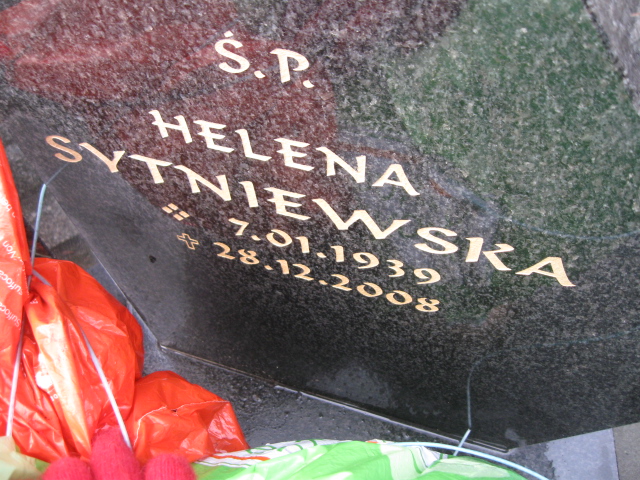 Ś.P.
HELENA
SYTNIEWSKA
7.01.1939
28.12.2008